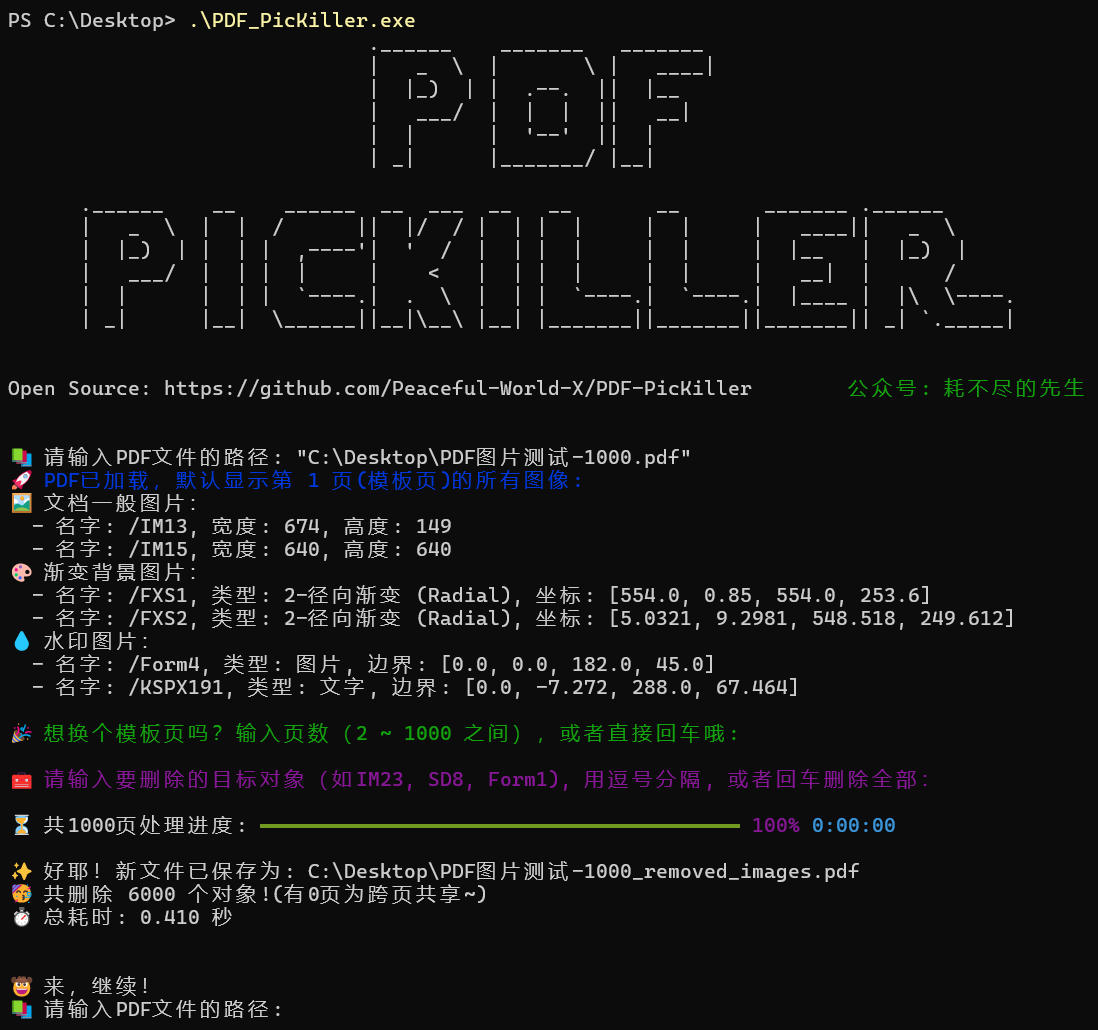 PS C:\Desktop> .\PDF_PicKiller.exe
PDF
PICKILLER
Open Source: https://github.com/Peaceful-World-X/PDF-PicKiller 公众号: 耗不尽的先生
请输入PDF文件的路径: "C:\Desktop\PDF图片测试-1000.pdf"
PDF已加载, 默认显示第 1 页(模板页)的所有图像:
文档一般图片:
- 名字: /IM13, 宽度: 674, 高度: 149
- 名字: /IM15, 宽度: 640, 高度: 640
渐变背景图片:
- 名字: /FXS1, 类型: 2-径向渐变 (Radial), 坐标: [554.0, 0.85, 554.0, 253.6]
- 名字: /FXS2, 类型: 2-径向渐变 (Radial), 坐标: [5.0321, 9.2981, 548.518, 249.612]
水印图片:
- 名字: /Form4, 类型: 图片, 边界: [0.0, 0.0, 182.0, 45.0]
- 名字: /KSPX191, 类型: 文字, 边界: [0.0, -7.272, 288.0, 67.464]
想换个模板页吗? 输入页数 (2 ~ 1000 之间) , 或者直接回车哦:
请输入要删除的目标对象 (如IM23, SD8, Form1), 用逗号分隔, 或者回车删除全部:
共1000页处理进度: 100% 0:00:00
好耶! 新文件已保存为: C:\Desktop\PDF图片测试-1000_removed_images.pdf
共删除 6000 个对象!(有0页为跨页共享~)
总耗时: 0.410 秒
来, 继续!
请输入PDF文件的路径: